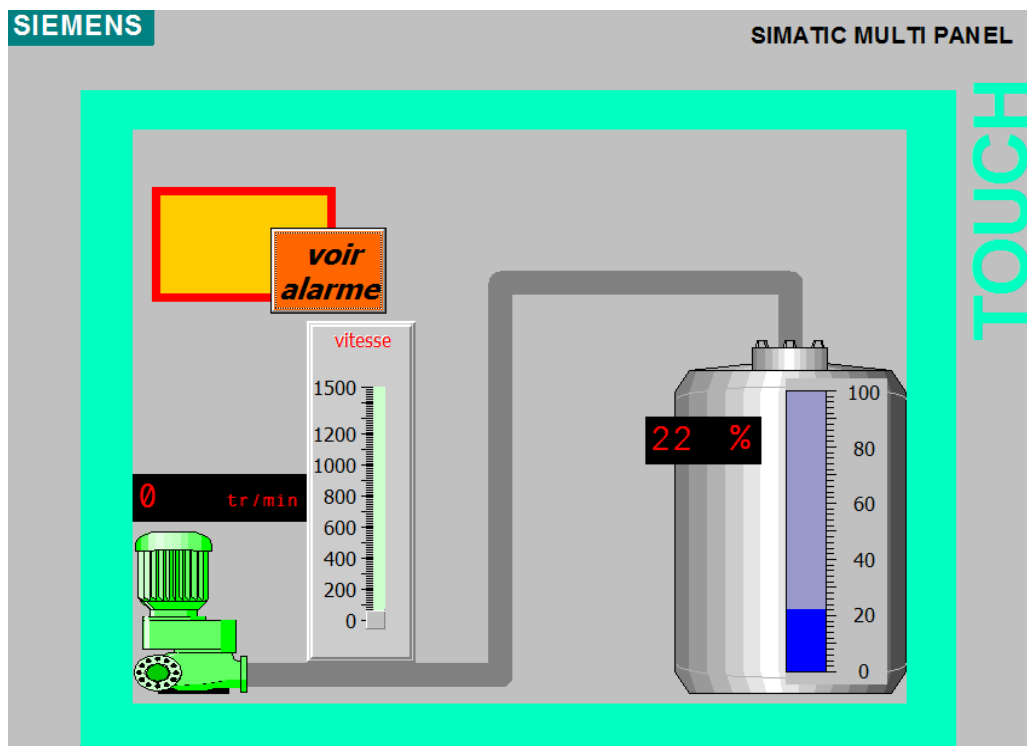 SIEMENS
SIMATIC MULTI PANEL
TOUCH
voir
alarme
vitesse
1500
1200
1000
800
600
400
200
0
0 tr/min
22 %
100
80
60
40
20
0